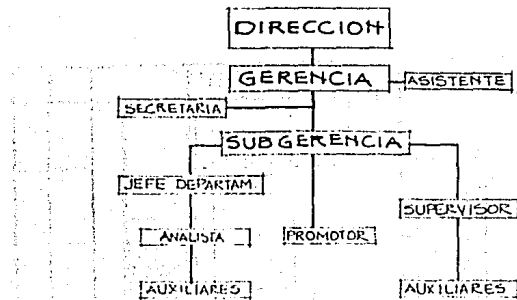 DIRECCION
GERENCIA
ASISTENTE
SECRETARIA
SUBGERENCIA
JEFE DEPARTAM.
SUPERVISOR
ANALISTA
PROMOTOR
AUXILIARES
AUXILIARES